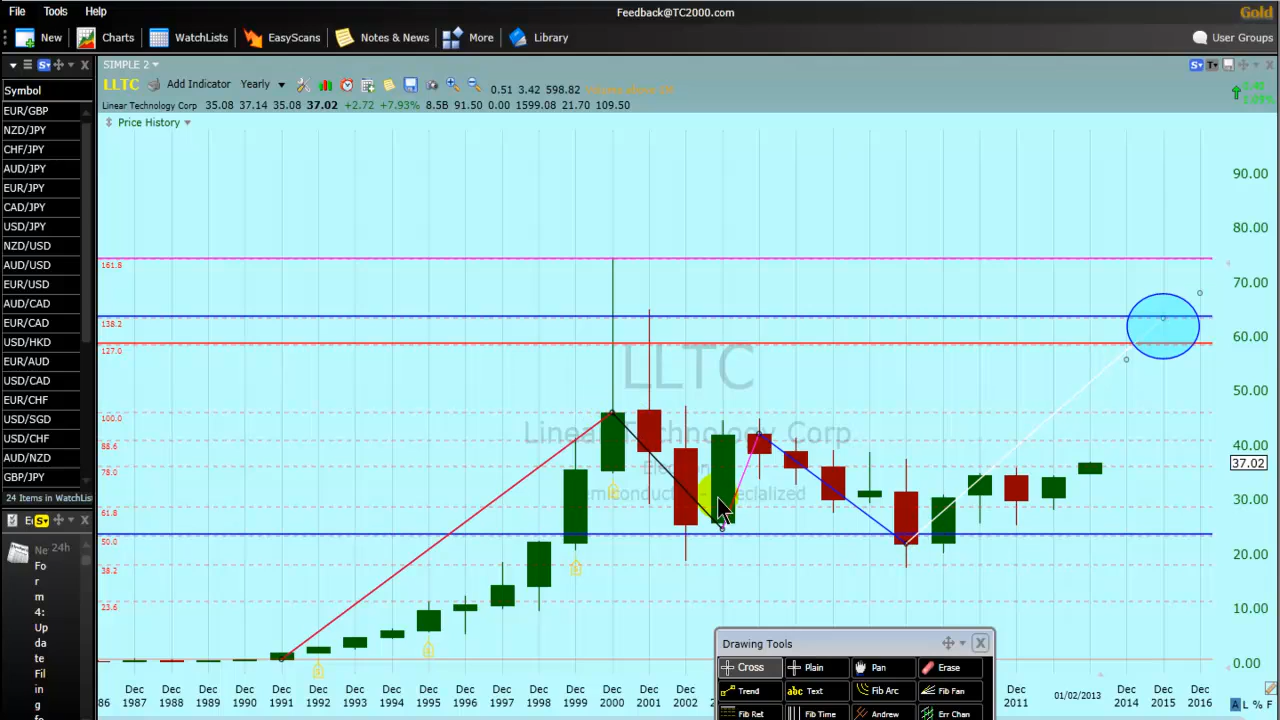 File Tools Help Feedback@TC2000.com Gold
New Charts WatchLists EasyScans Notes & News More Library User Groups
SIMPLE 2
LLTC Add Indicator Yearly 0.51 3.42 598.82
Linear Technology Corp 35.08 37.14 35.08 37.02 +2.72 +7.93% 8.5B 91.50 0.00 1599.08 21.70 109.50
Price History
Symbol
EUR/GBP
NZD/JPY
CHF/JPY
AUD/JPY
EUR/JPY
CAD/JPY
USD/JPY
NZD/USD
AUD/USD
EUR/USD
AUD/CAD
EUR/CAD
USD/HKD
EUR/AUD
USD/CAD
EUR/CHF
USD/SGD
USD/CHF
AUD/NZD
GBP/JPY
24 Items in WatchList
Ne 24h
Fo
r
m
4:
Up
da
te
Fil
in
g
90.00
80.00
70.00
60.00
50.00
40.00
37.02
30.00
20.00
10.00
0.00
161.8
138.2
127.0
100.0
88.6
78.0
61.8
50.0
38.2
23.6
LLTC
Linear Technology Corp
Drawing Tools
Cross Plain Pan Erase
Trend Text Fib Arc Fib Fan
Fib Ret Fib Time Andrew Err Chan
Dec Dec Dec Dec Dec Dec Dec Dec Dec Dec Dec Dec Dec Dec Dec Dec Dec Dec Dec Dec
86 1987 1988 1989 1990 1991 1992 1993 1994 1995 1996 1997 1998 1999 2000 2001 2002 2011 01/02/2013 2014 2015 2016
A L % F